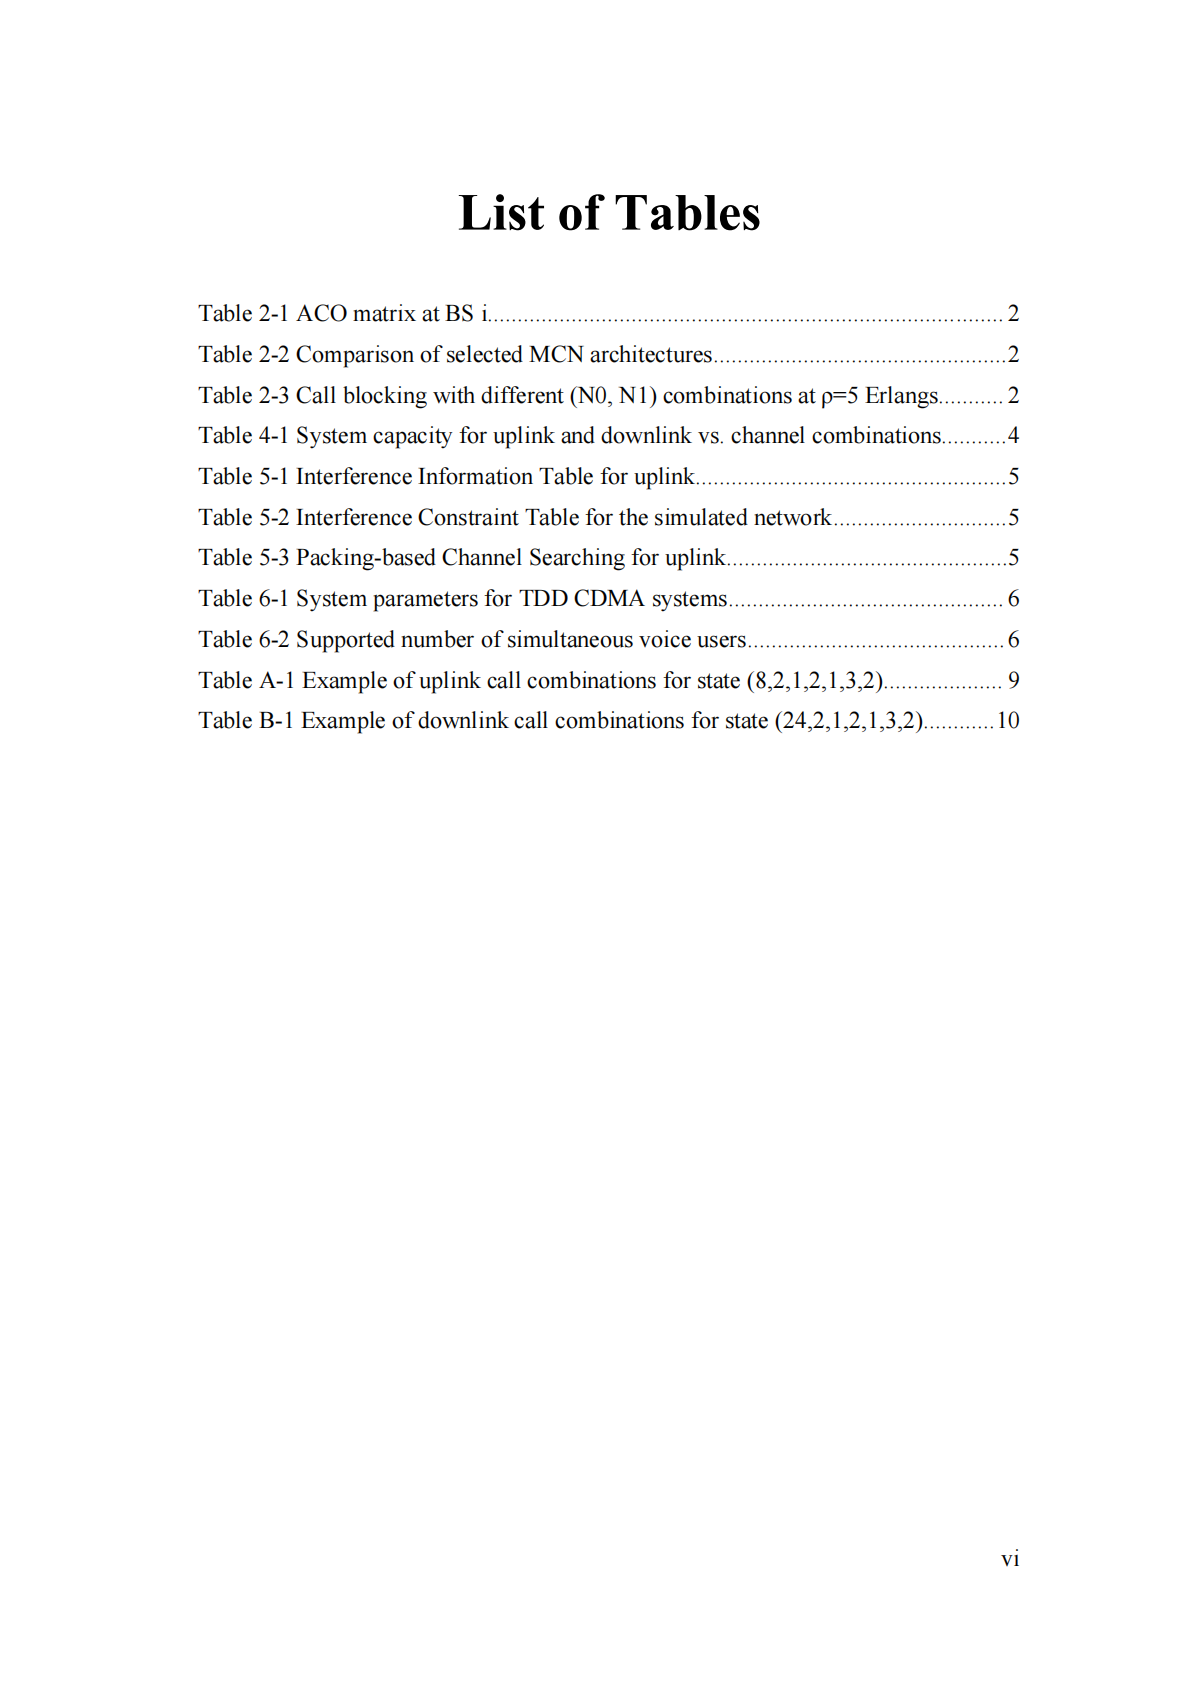 List of Tables
Table 2-1 ACO matrix at BS i........................................................................................ 2
Table 2-2 Comparison of selected MCN architectures.................................................2
Table 2-3 Call blocking with different (N0, N1) combinations at ρ=5 Erlangs........... 2
Table 4-1 System capacity for uplink and downlink vs. channel combinations...........4
Table 5-1 Interference Information Table for uplink....................................................5
Table 5-2 Interference Constraint Table for the simulated network.............................5
Table 5-3 Packing-based Channel Searching for uplink...............................................5
Table 6-1 System parameters for TDD CDMA systems.............................................. 6
Table 6-2 Supported number of simultaneous voice users........................................... 6
Table A-1 Example of uplink call combinations for state (8,2,1,2,1,3,2).................... 9
Table B-1 Example of downlink call combinations for state (24,2,1,2,1,3,2)............10
vi